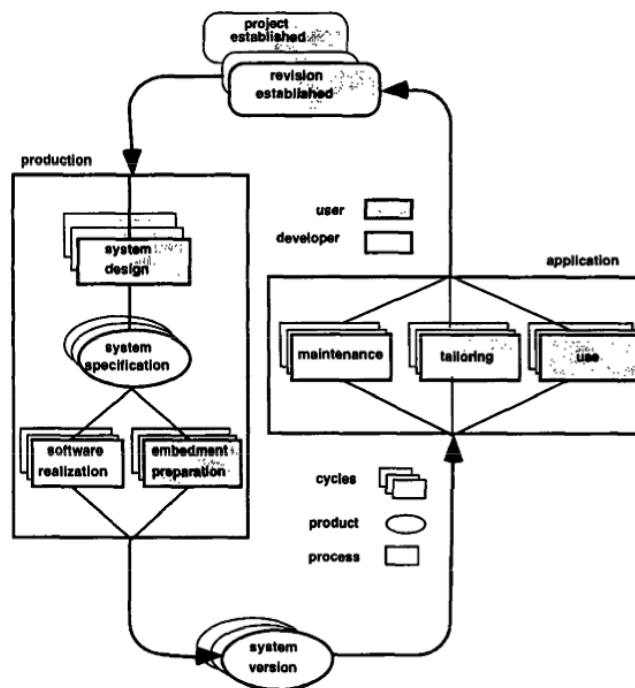 project
established
revision
established
production
user
developer
system
design
application
system
specification
maintenance
tailoring
use
software
realization
embedment
preparation
cycles
product
process
system
version